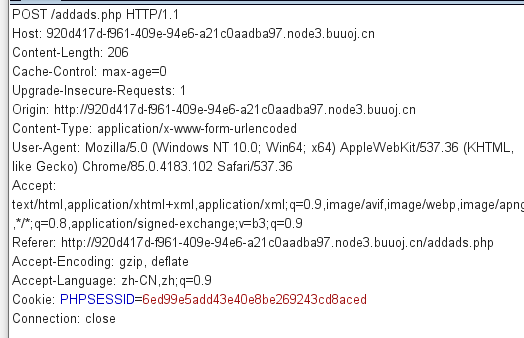 POST /addads.php HTTP/1.1
Host: 920d417d-f961-409e-94e6-a21c0aadba97.node3.buuoj.cn
Content-Length: 206
Cache-Control: max-age=0
Upgrade-Insecure-Requests: 1
Origin: http://920d417d-f961-409e-94e6-a21c0aadba97.node3.buuoj.cn
Content-Type: application/x-www-form-urlencoded
User-Agent: Mozilla/5.0 (Windows NT 10.0; Win64; x64) AppleWebKit/537.36 (KHTML,
like Gecko) Chrome/85.0.4183.102 Safari/537.36
Accept:
text/html,application/xhtml+xml,application/xml;q=0.9,image/avif,image/webp,image/apng
,*/*;q=0.8,application/signed-exchange;v=b3;q=0.9
Referer: http://920d417d-f961-409e-94e6-a21c0aadba97.node3.buuoj.cn/addads.php
Accept-Encoding: gzip, deflate
Accept-Language: zh-CN,zh;q=0.9
Cookie: PHPSESSID=6ed99e5add43e40e8be269243cd8aced
Connection: close